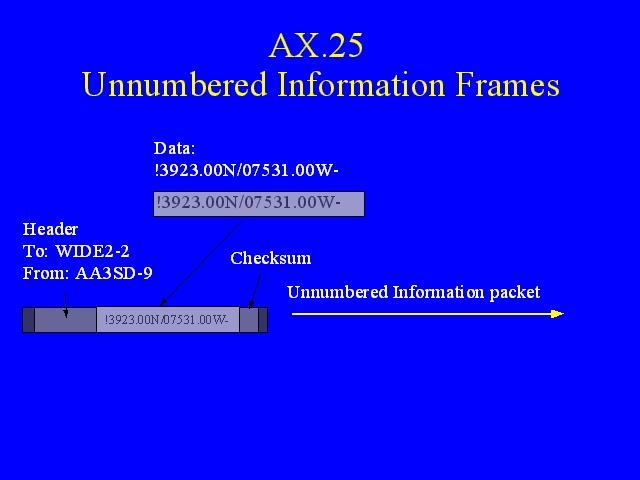 AX.25
Unnumbered Information Frames
Data:
!3923.00N/07531.00W-
!3923.00N/07531.00W-
Header
To: WIDE2-2
From: AA3SD-9
Checksum
Unnumbered Information packet
!3923.00N/07531.00W-